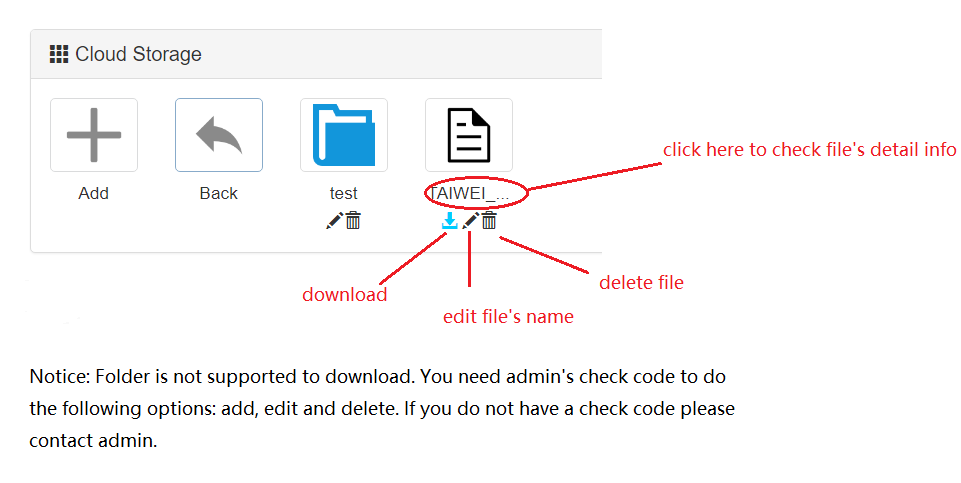 Cloud Storage
click here to check file's detail info
Add
Back
test
TAIWEI_...
delete file
download
edit file's name
Notice: Folder is not supported to download. You need admin's check code to do
the following options: add, edit and delete. If you do not have a check code please
contact admin.